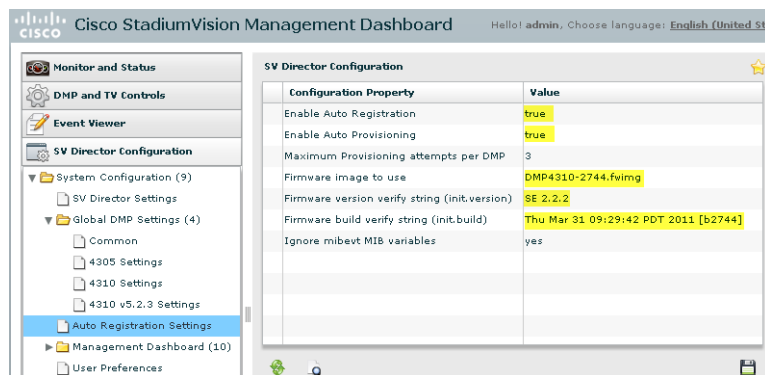 CISCO Cisco StadiumVision Management Dashboard Hello! admin, Choose language: English (United St
Monitor and Status
DMP and TV Controls
Event Viewer
SV Director Configuration
System Configuration (9)
SV Director Settings
Global DMP Settings (4)
Common
4305 Settings
4310 Settings
4310 v5.2.3 Settings
Auto Registration Settings
Management Dashboard (10)
User Preferences
SV Director Configuration
Configuration Property Value
Enable Auto Registration true
Enable Auto Provisioning true
Maximum Provisioning attempts per DMP 3
Firmware image to use DMP4310-2744.fwimg
Firmware version verify string (init.version) SE 2.2.2
Firmware build verify string (init.build) Thu Mar 31 09:29:42 PDT 2011 [b2744]
Ignore mibevt MIB variables yes